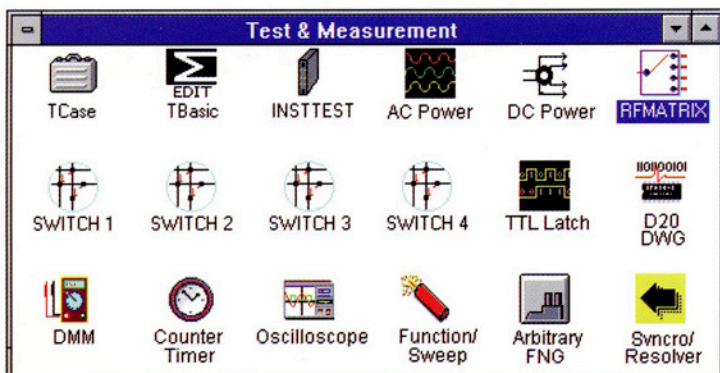 Test & Measurement
EDIT
TCase TBasic INSTTEST AC Power DC Power RFMATRIX
110100101
SWITCH 1 SWITCH 2 SWITCH 3 SWITCH 4 TTL Latch D20
DWG
DMM Counter Oscilloscope Function/ Arbitrary Syncro/
Timer Sweep FNG Resolver